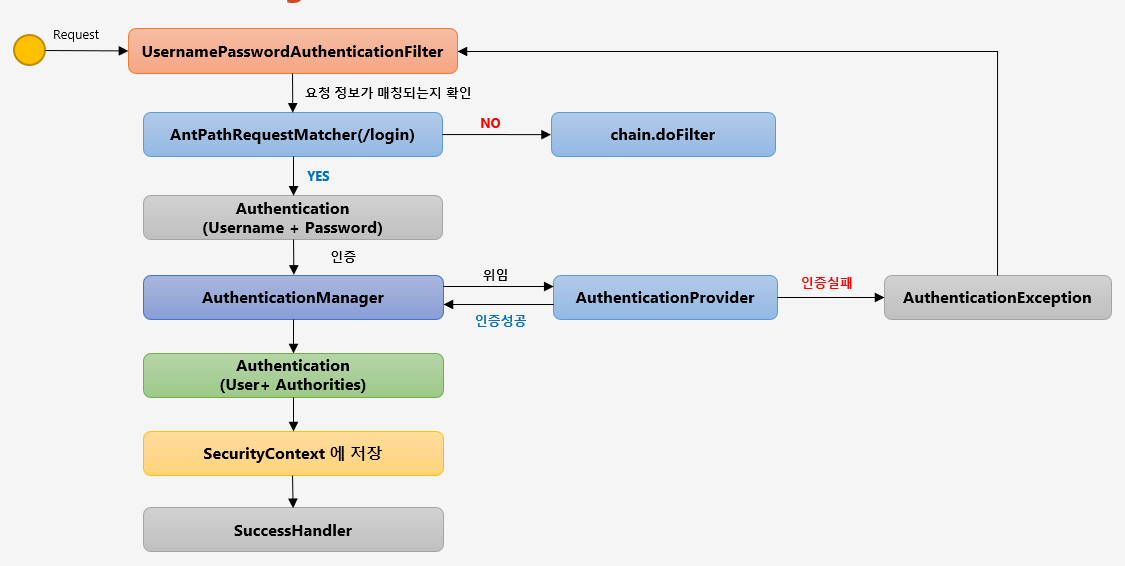 Request
UsernamePasswordAuthenticationFilter
요청 정보가 매칭되는지 확인
AntPathRequestMatcher(/login)
NO
chain.doFilter
YES
Authentication
(Username + Password)
인증
AuthenticationManager
위임
인증성공
AuthenticationProvider
인증실패
AuthenticationException
Authentication
(User+ Authorities)
SecurityContext 에 저장
SuccessHandler